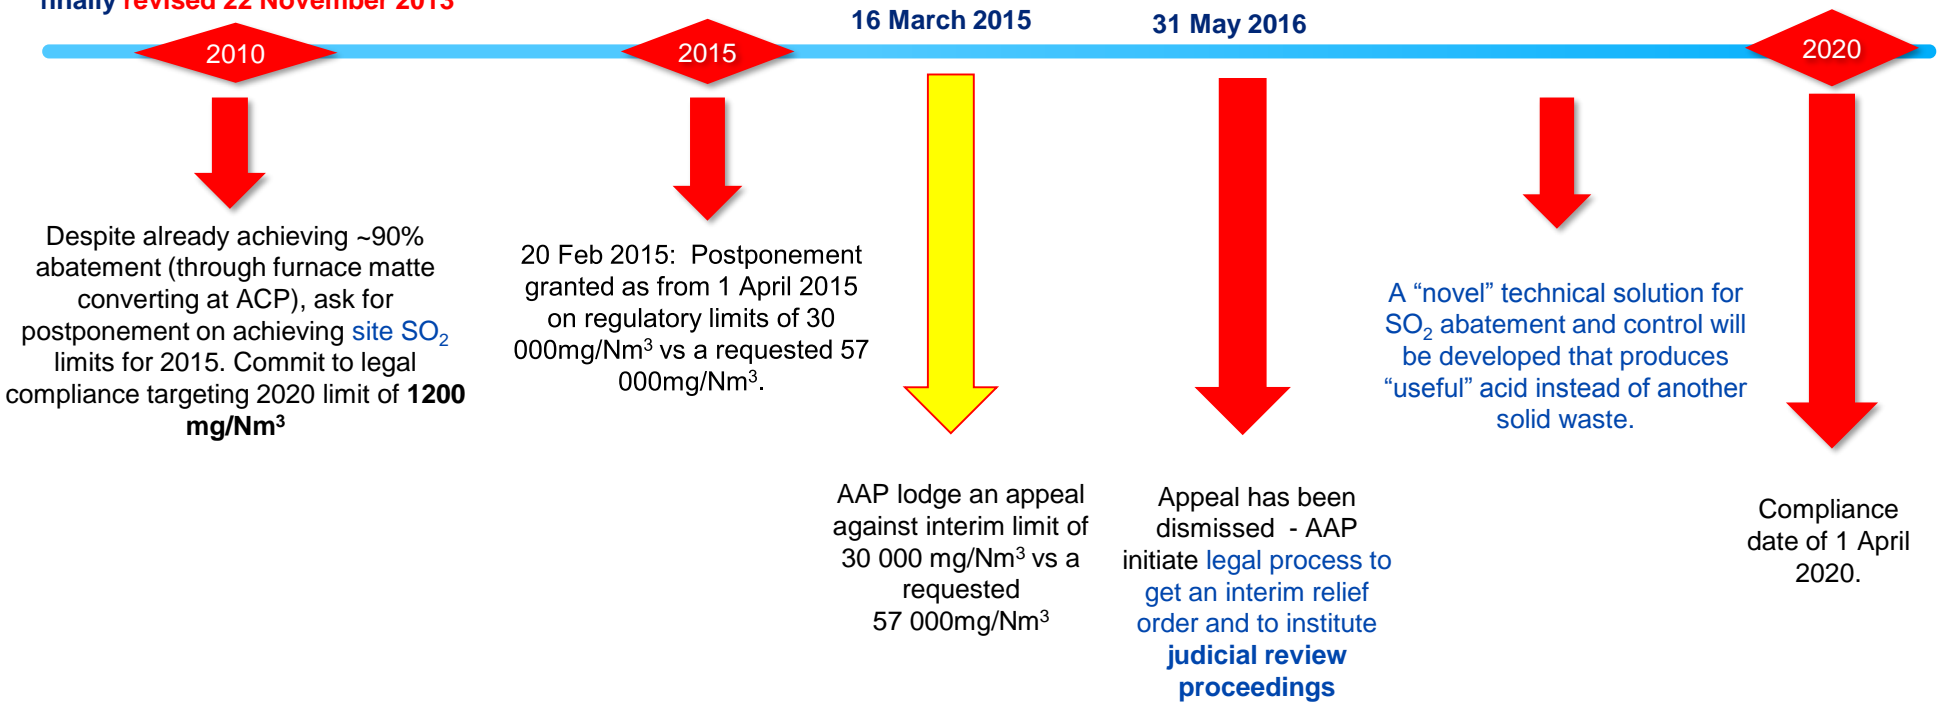 finally revised 22 November 2013
16 March 2015
31 May 2016
2010
2015
2020
Despite already achieving ~90%
abatement (through furnace matte
converting at ACP), ask for
postponement on achieving site SO₂
limits for 2015. Commit to legal
compliance targeting 2020 limit of 1200
mg/Nm³
20 Feb 2015: Postponement
granted as from 1 April 2015
on regulatory limits of 30
000mg/Nm³ vs a requested 57
000mg/Nm³.
AAP lodge an appeal
against interim limit of
30 000 mg/Nm³ vs a
requested
57 000mg/Nm³
Appeal has been
dismissed - AAP
initiate legal process to
get an interim relief
order and to institute
judicial review
proceedings
A “novel” technical solution for
SO₂ abatement and control will
be developed that produces
“useful” acid instead of another
solid waste.
Compliance
date of 1 April
2020.